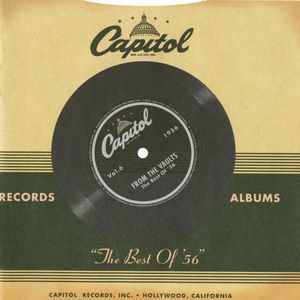 Capitol
Capitol
Vol.6
1956
FROM THE VAULTS
The Best Of '56
RECORDS
ALBUMS
"The Best Of '56"
CAPITOL RECORDS, INC. • HOLLYWOOD, CALIFORNIA